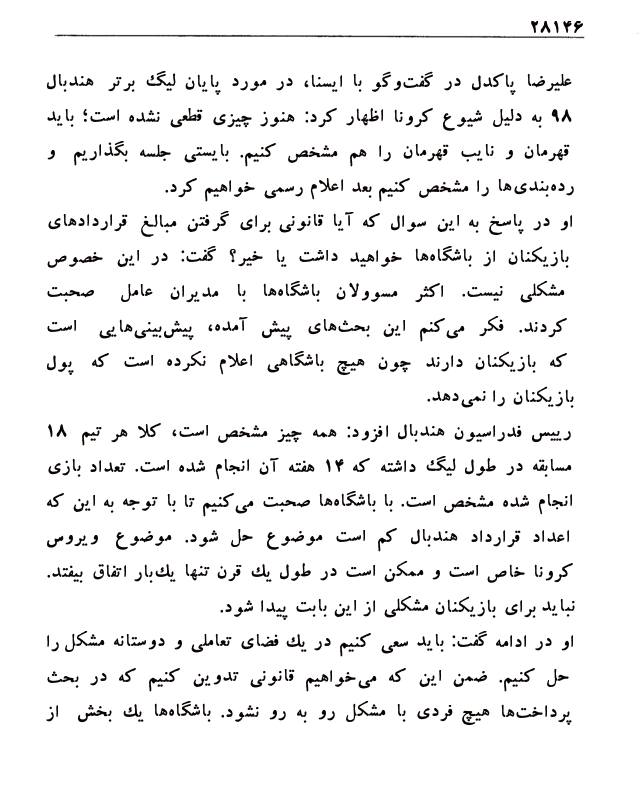 ۲۸۱۴۶
علیرضا پاکدل در گفت‌وگو با ایسنا، در مورد پایان لیگ برتر هندبال
۹۸ به دلیل شیوع کرونا اظهار کرد: هنوز چیزی قطعی نشده است؛ باید
قهرمان و نایب قهرمان را هم مشخص کنیم. بایستی جلسه بگذاریم و
رده‌بندی‌ها را مشخص کنیم بعد اعلام رسمی خواهیم کرد.
او در پاسخ به این سوال که آیا قانونی برای گرفتن مبالغ قراردادهای
بازیکنان از باشگاه‌ها خواهید داشت یا خیر؟ گفت: در این خصوص
مشکلی نیست. اکثر مسوولان باشگاه‌ها با مدیران عامل صحبت
کردند. فکر می‌کنم این بحث‌های پیش آمده، پیش‌بینی‌هایی است
که بازیکنان دارند چون هیچ باشگاهی اعلام نکرده است که پول
بازیکنان را نمی‌دهد.
رییس فدراسیون هندبال افزود: همه چیز مشخص است، کلا هر تیم ۱۸
مسابقه در طول لیگ داشته که ۱۴ هفته آن انجام شده است. تعداد بازی
انجام شده مشخص است. با باشگاه‌ها صحبت می‌کنیم تا با توجه به این که
اعداد قرارداد هندبال کم است موضوع حل شود. موضوع ویروس
کرونا خاص است و ممکن است در طول یك قرن تنها یك‌بار اتفاق بیفتد.
نباید برای بازیکنان مشکلی از این بابت پیدا شود.
او در ادامه گفت: باید سعی کنیم در یك فضای تعاملی و دوستانه مشکل را
حل کنیم. ضمن این که می‌خواهیم قانونی تدوین کنیم که در بحث
پرداخت‌ها هیچ فردی با مشکل رو به رو نشود. باشگاه‌ها یك بخش از